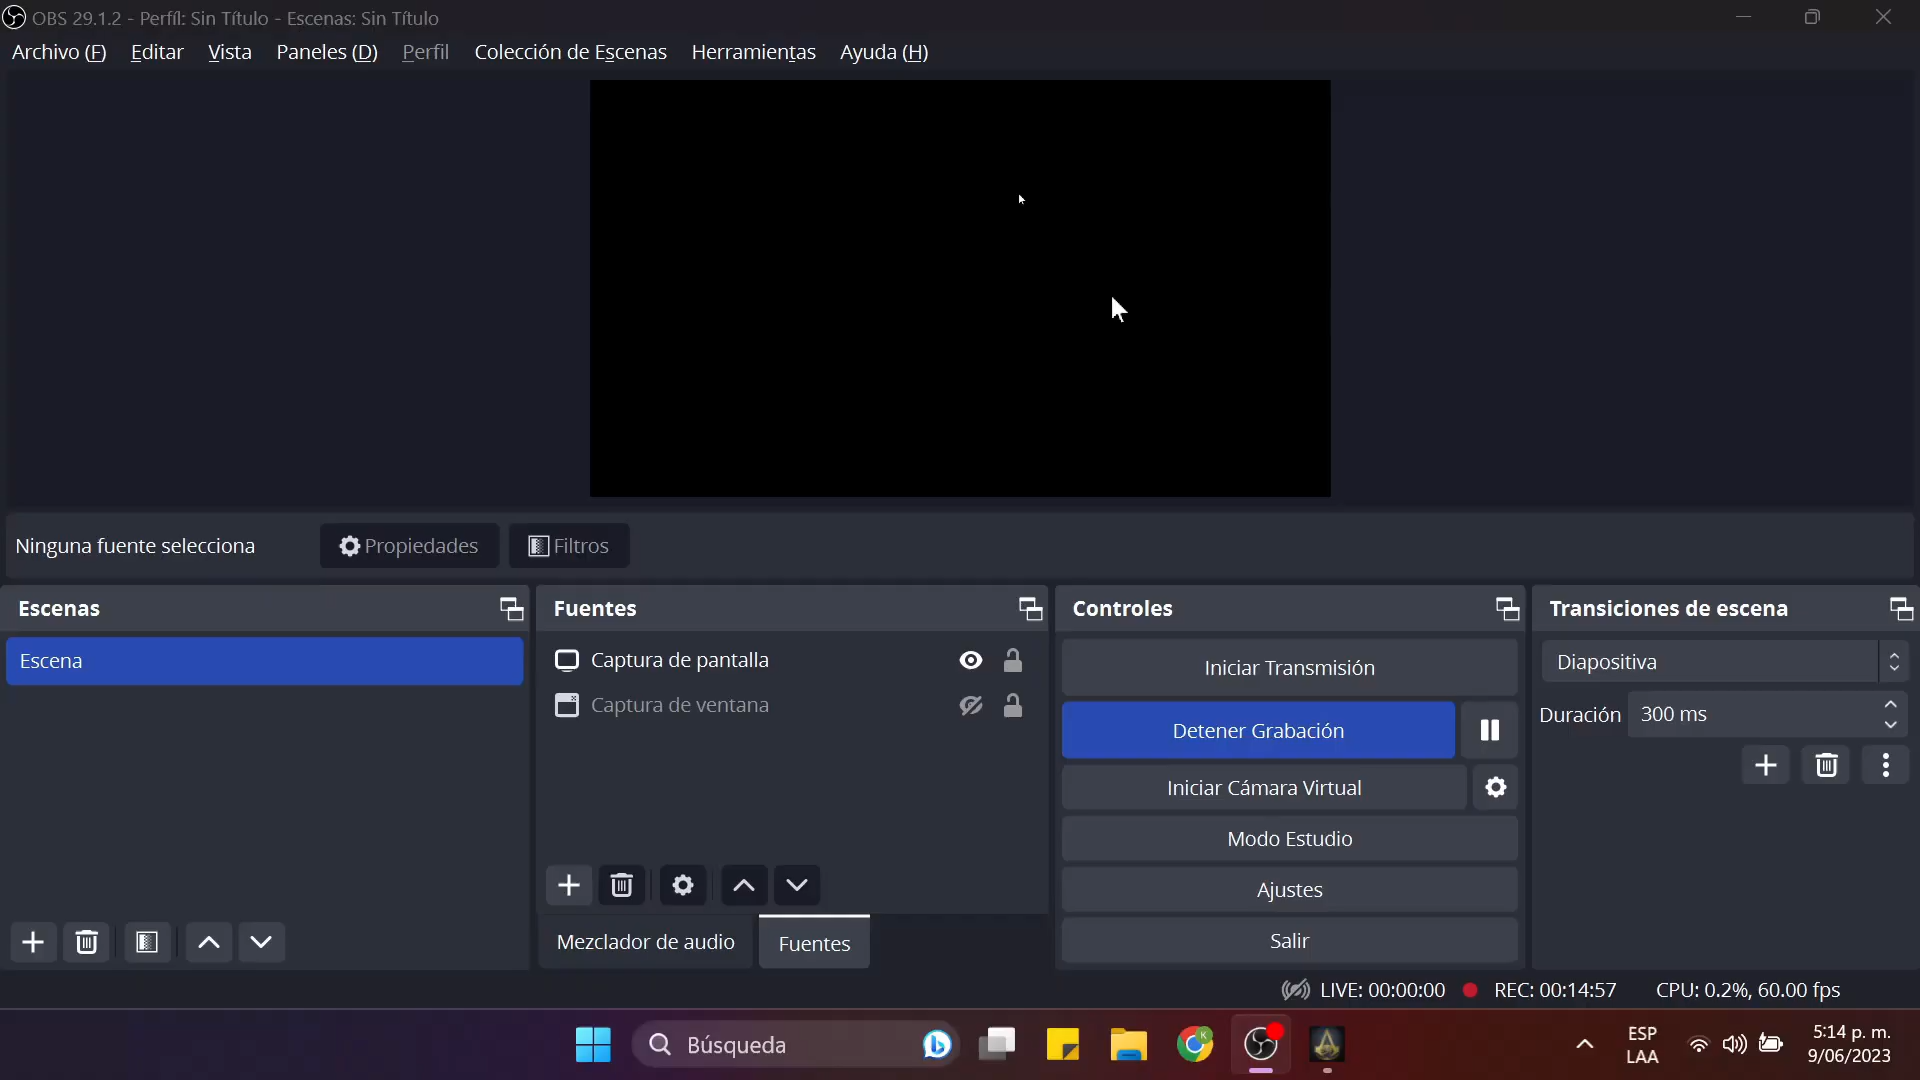 OBS 29.1.2 - Perfíl: Sin Título - Escenas: Sin Título
Archivo (F) Editar Vista Paneles (D) Perfil Colección de Escenas Herramientas Ayuda (H)
Ninguna fuente selecciona Propiedades Filtros
Escenas
Escena
Fuentes
Captura de pantalla
Captura de ventana
Mezclador de audio Fuentes
Controles
Iniciar Transmisión
Detener Grabación
Iniciar Cámara Virtual
Modo Estudio
Ajustes
Salir
Transiciones de escena
Diapositiva
Duración 300 ms
LIVE: 00:00:00 REC: 00:14:57 CPU: 0.2%, 60.00 fps
Búsqueda
K
ESP
LAA
5:14 p. m.
9/06/2023